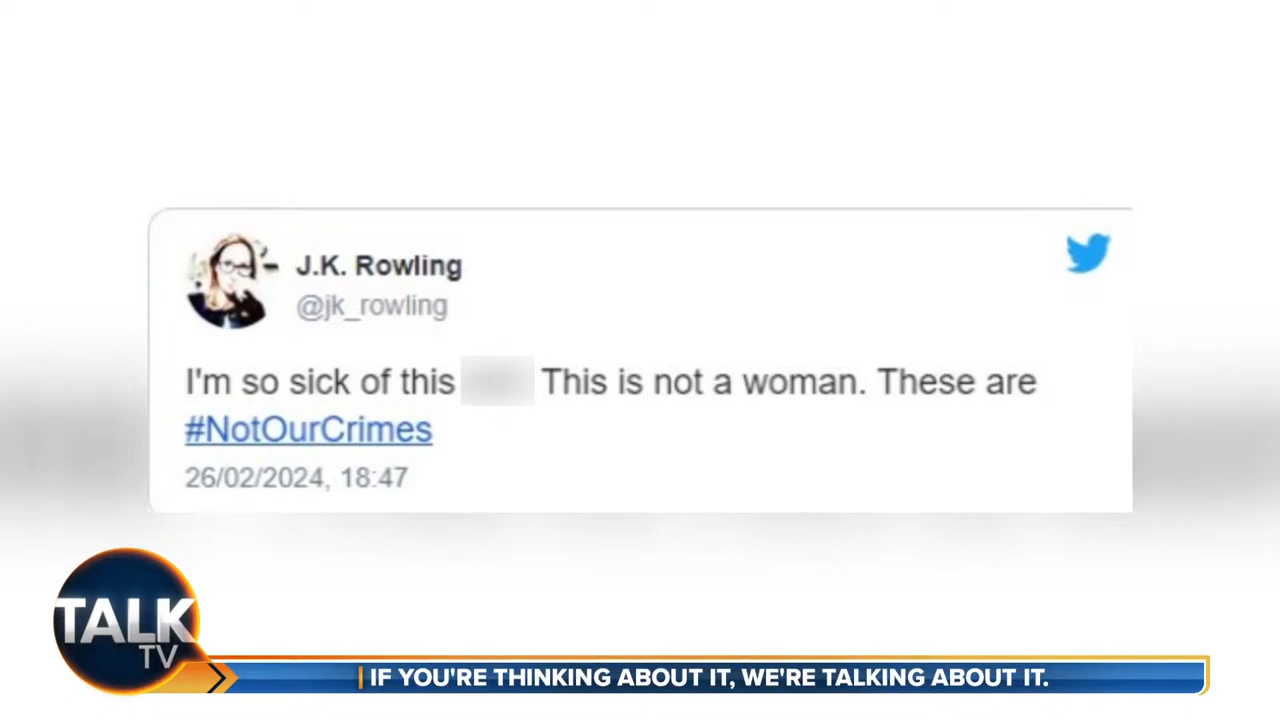 J.K. Rowling
@jk_rowling
I'm so sick of this This is not a woman. These are
#NotOurCrimes
26/02/2024, 18:47
TALK
TV
IF YOU'RE THINKING ABOUT IT, WE'RE TALKING ABOUT IT.